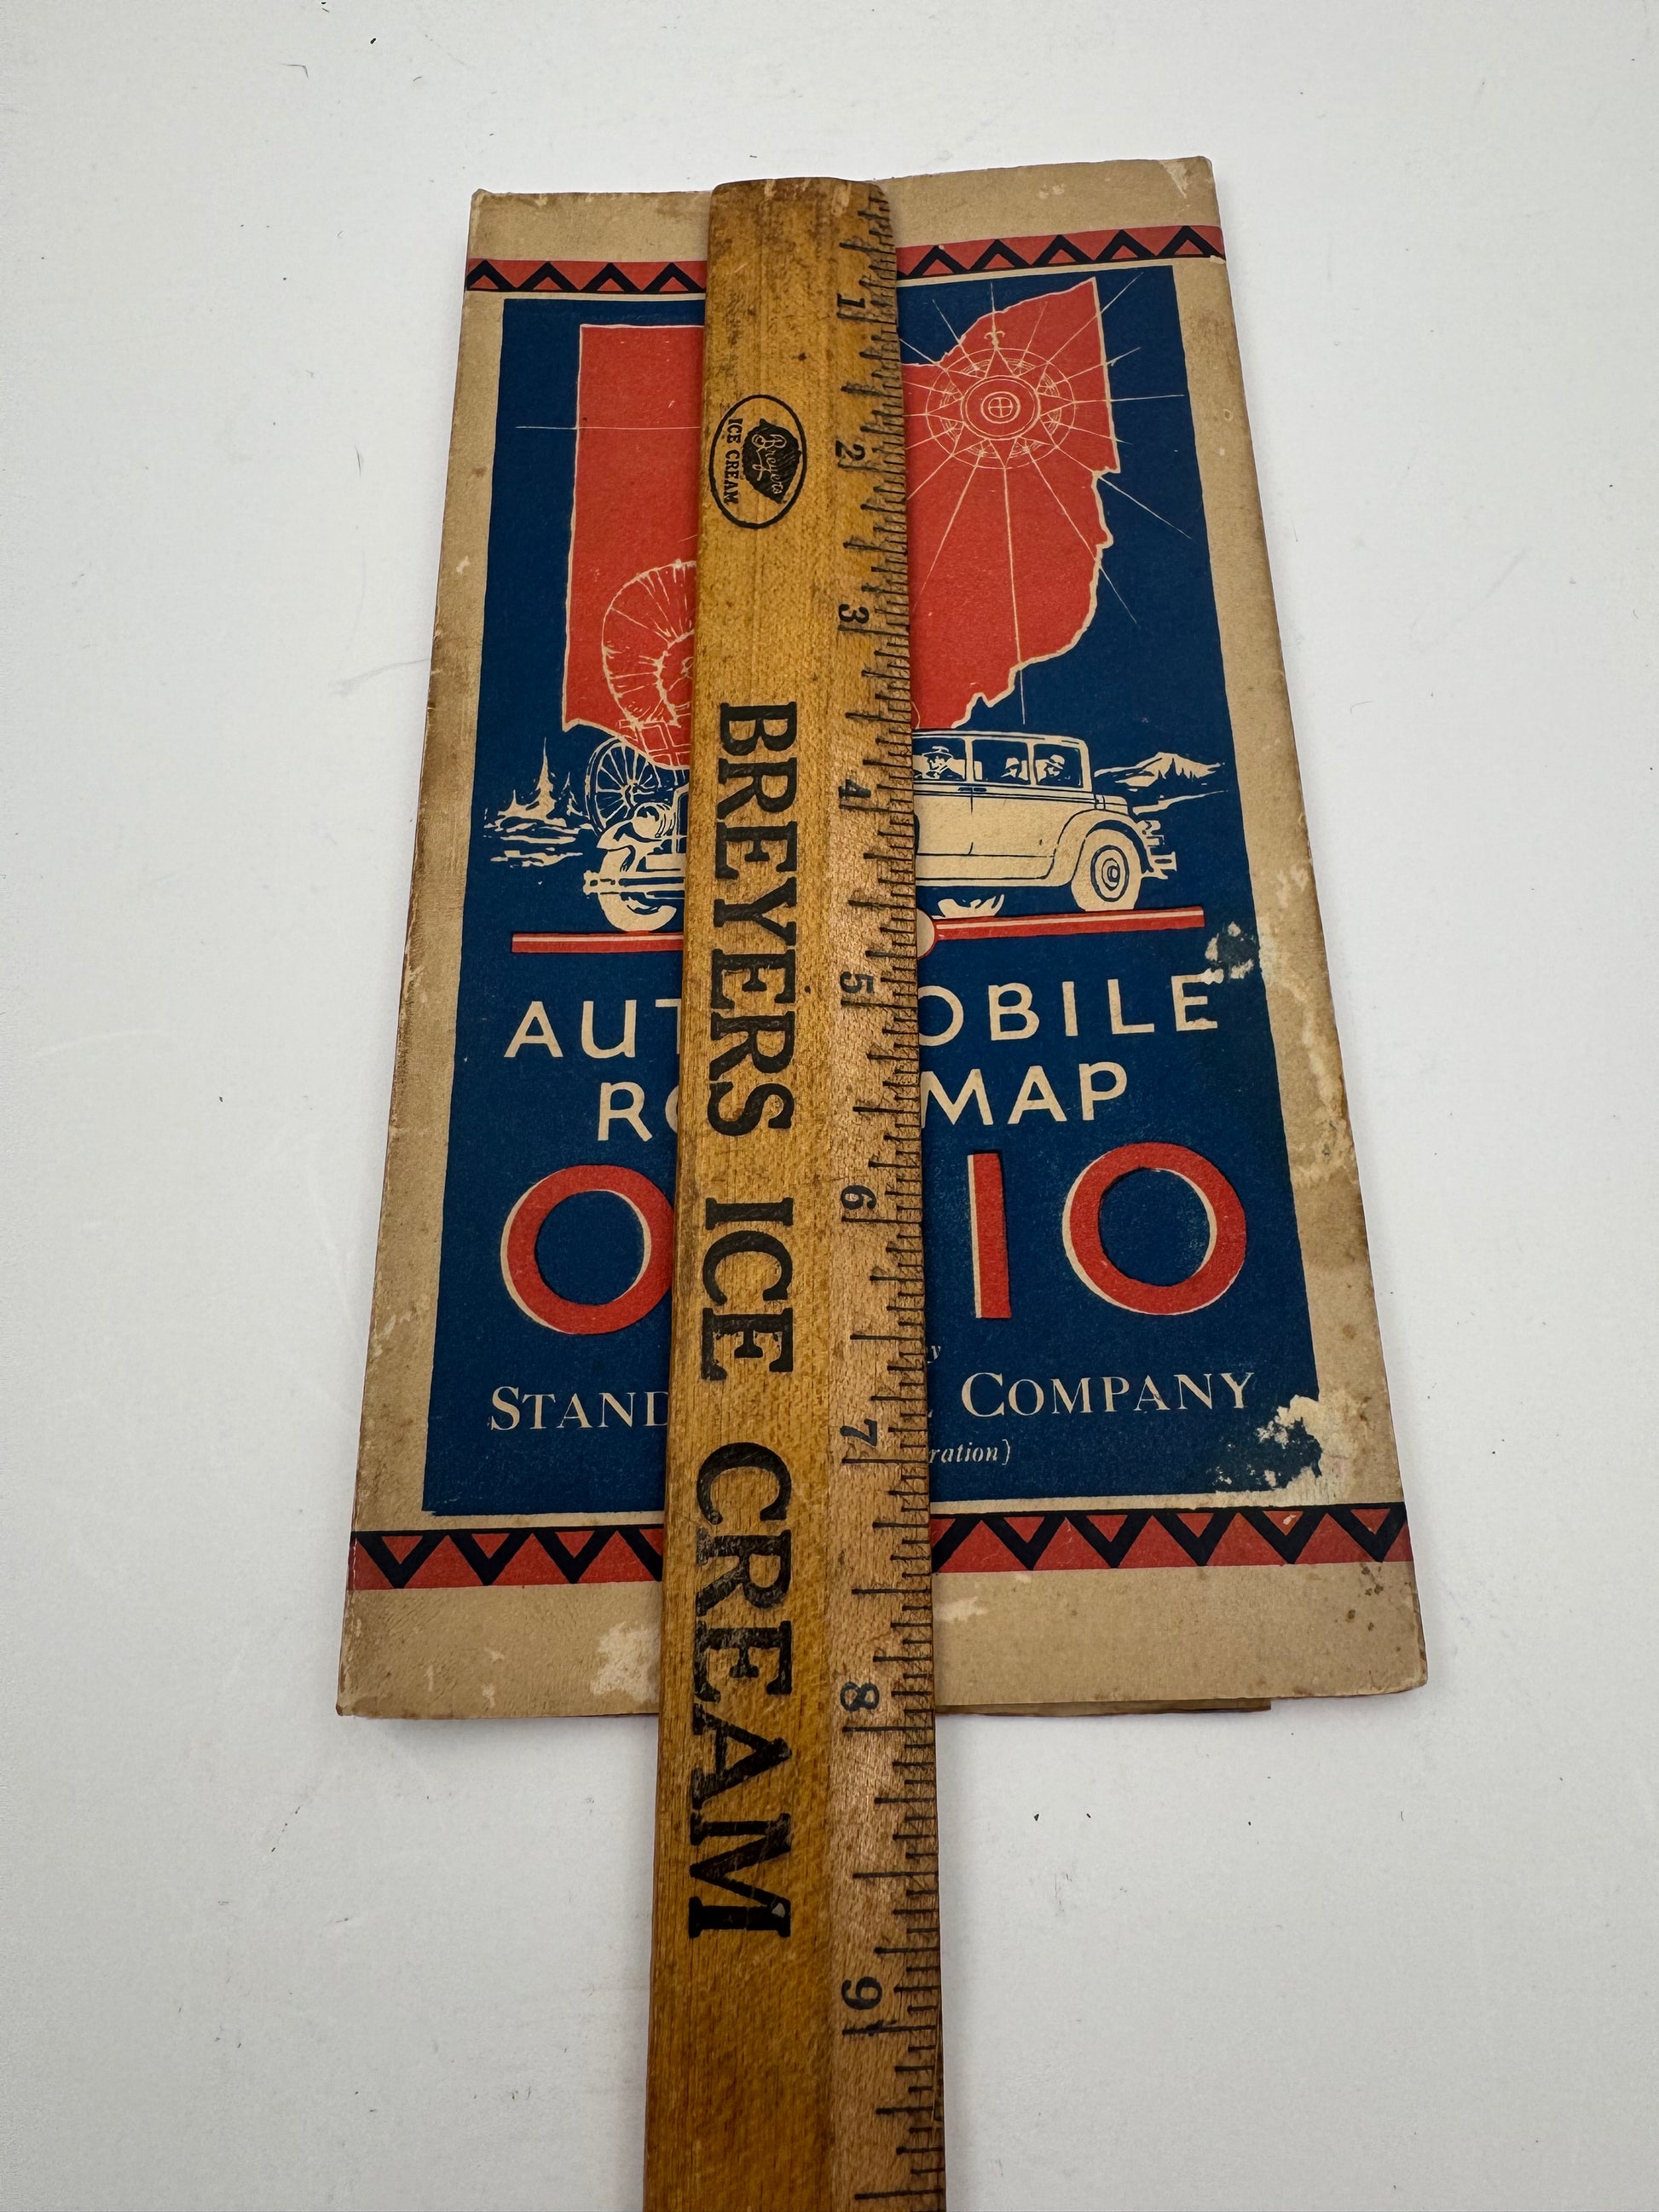 Breyers
ICE CREAM
BREYERS ICE CREAM
1
2
3
4
5
6
7
8
9
AUT OBILE
RO MAP
O IO
by
STAND COMPANY
ration)